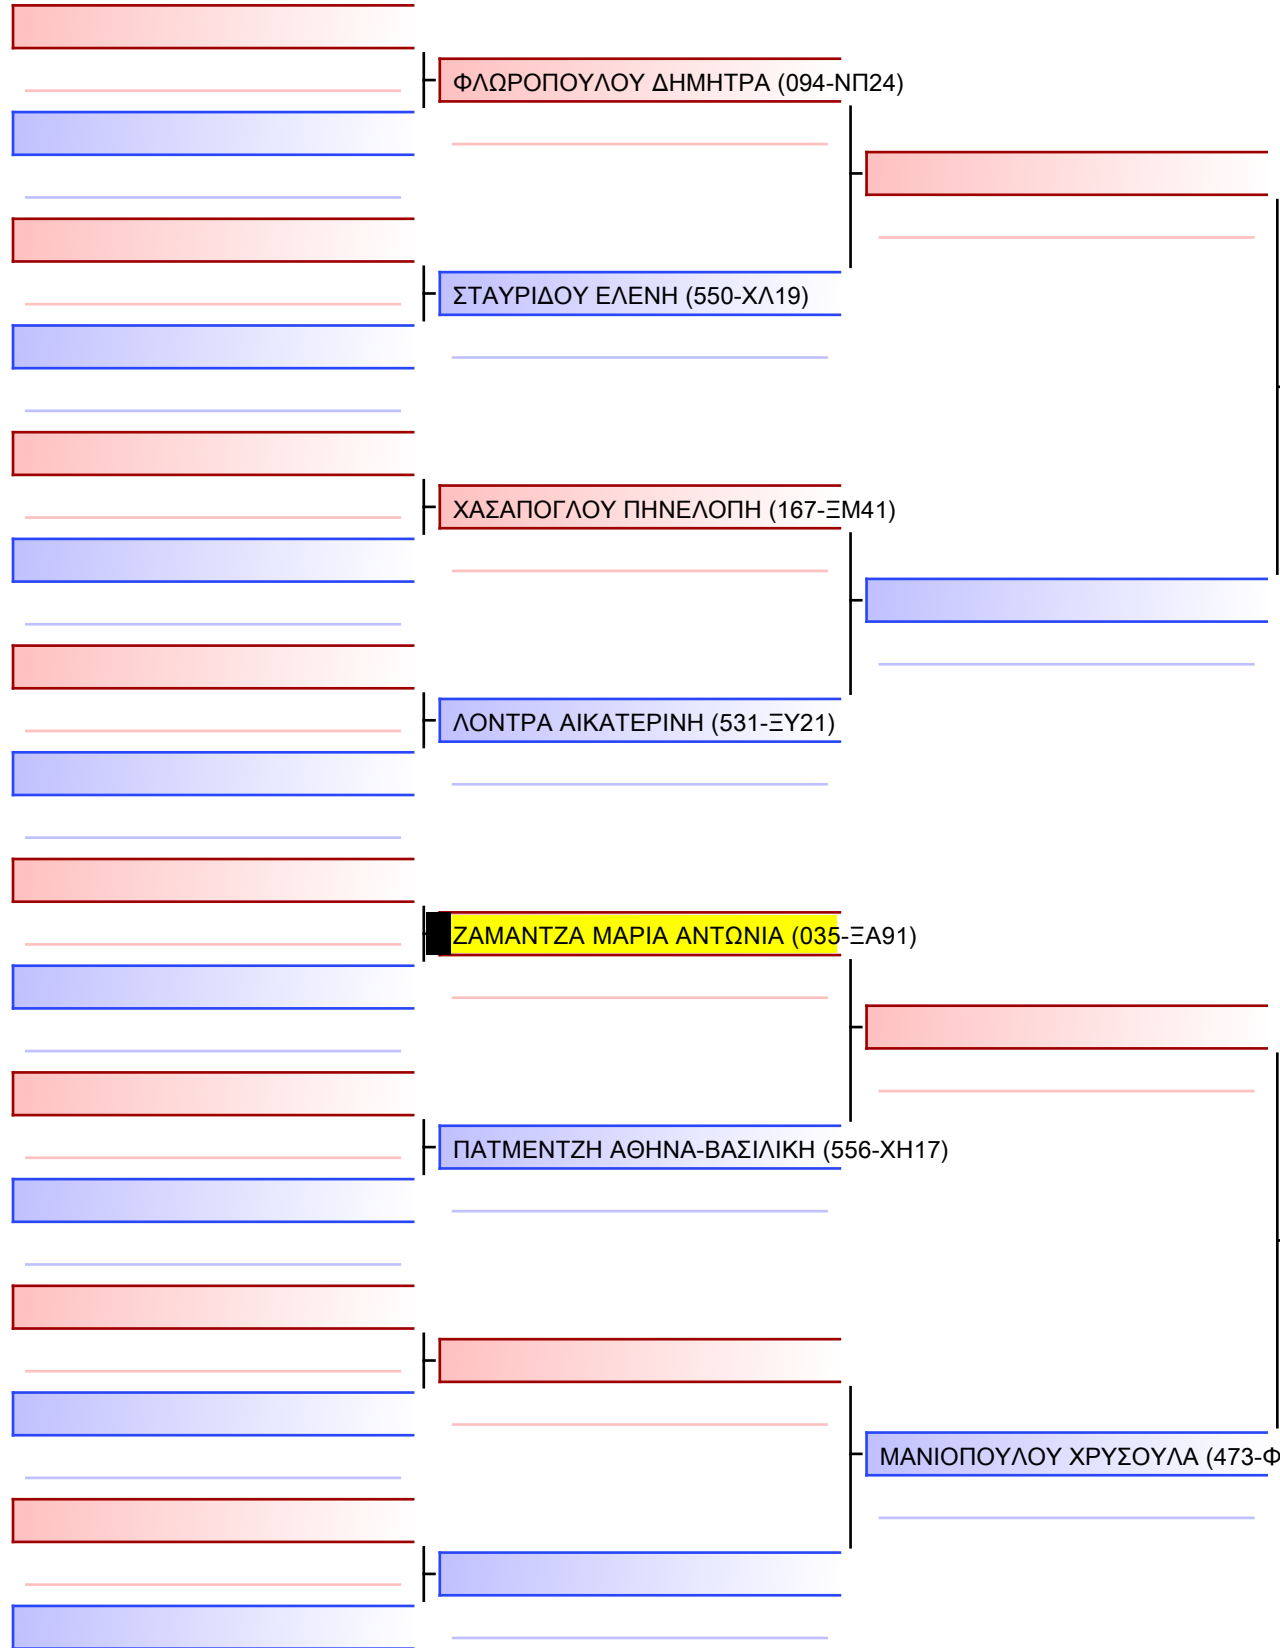 ΦΛΩΡΟΠΟΥΛΟΥ ΔΗΜΗΤΡΑ (094-ΝΠ24)
ΣΤΑΥΡΙΔΟΥ ΕΛΕΝΗ (550-ΧΛ19)
ΧΑΣΑΠΟΓΛΟΥ ΠΗΝΕΛΟΠΗ (167-ΞΜ41)
ΛΟΝΤΡΑ ΑΙΚΑΤΕΡΙΝΗ (531-ΞΥ21)
ΖΑΜΑΝΤΖΑ ΜΑΡΙΑ ΑΝΤΩΝΙΑ (035-ΞΑ91)
ΠΑΤΜΕΝΤΖΗ ΑΘΗΝΑ-ΒΑΣΙΛΙΚΗ (556-ΧΗ17)
ΜΑΝΙΟΠΟΥΛΟΥ ΧΡΥΣΟΥΛΑ (473-Φ